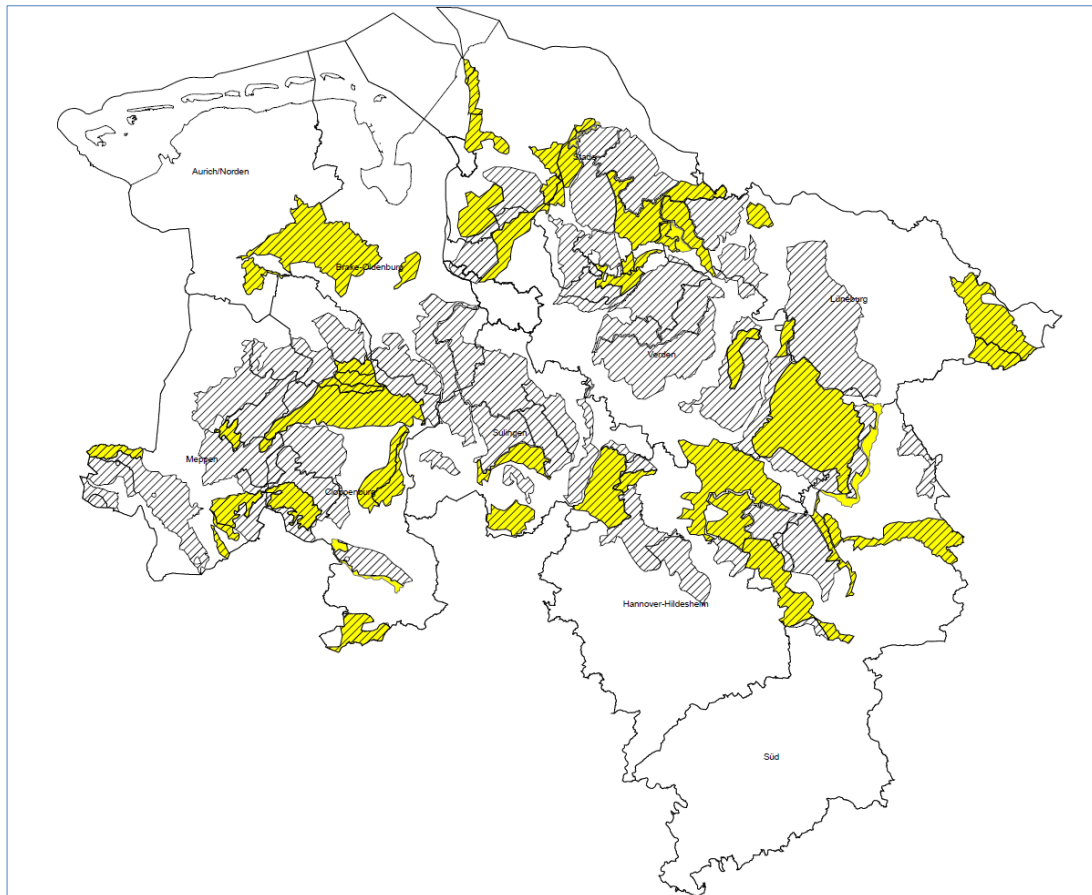 Stade
Aurich/Norden
Brake-Oldenburg
Lüneburg
Verden
Sulingen
Meppen
Cloppenburg
Hannover-Hildesheim
Süd